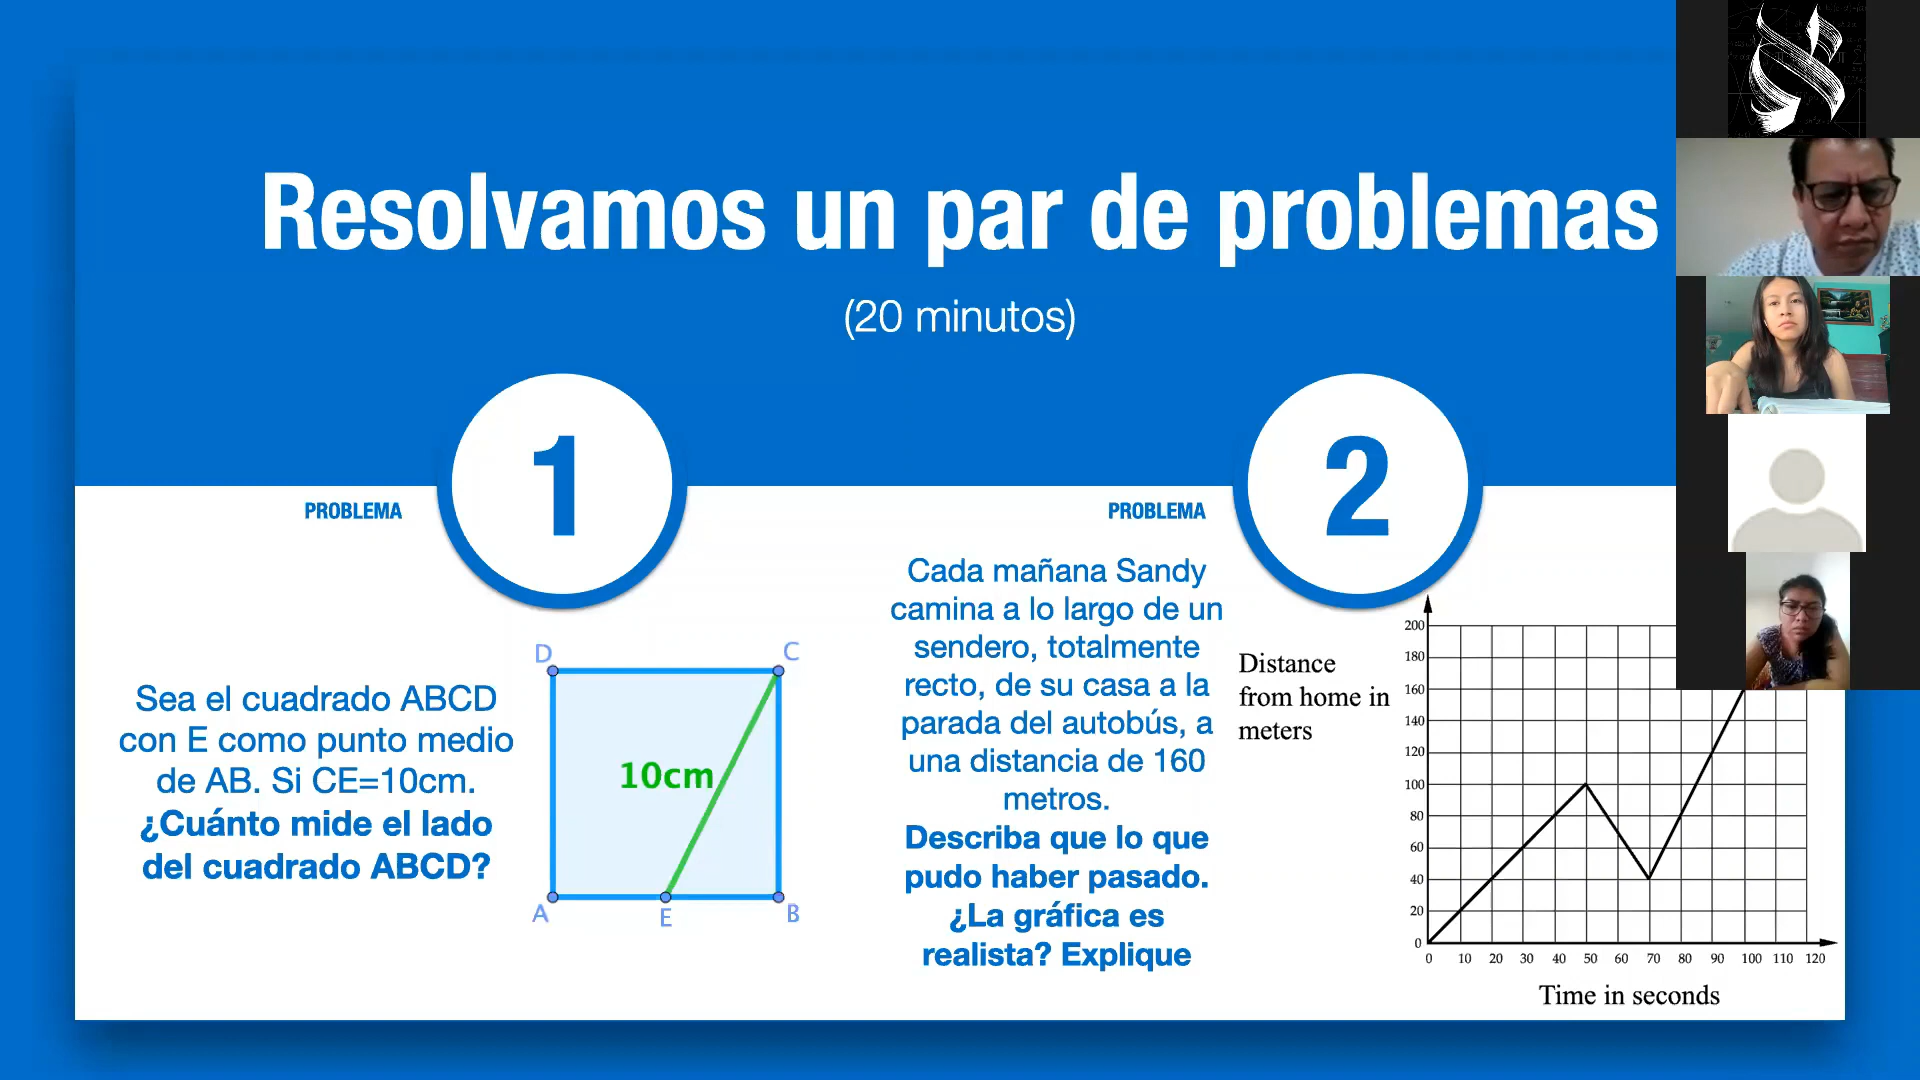 Resolvamos un par de problemas
(20 minutos)
1
2
PROBLEMA
PROBLEMA
Sea el cuadrado ABCD
con E como punto medio
de AB. Si CE=10cm.
¿Cuánto mide el lado
del cuadrado ABCD?
D
C
10cm
A
E
B
Cada mañana Sandy
camina a lo largo de un
sendero, totalmente
recto, de su casa a la
parada del autobús, a
una distancia de 160
metros.
Describa que lo que
pudo haber pasado.
¿La gráfica es
realista? Explique
Distance
from home in
meters
200
180
160
140
120
100
80
60
40
20
0
0 10 20 30 40 50 60 70 80 90 100 110 120
Time in seconds